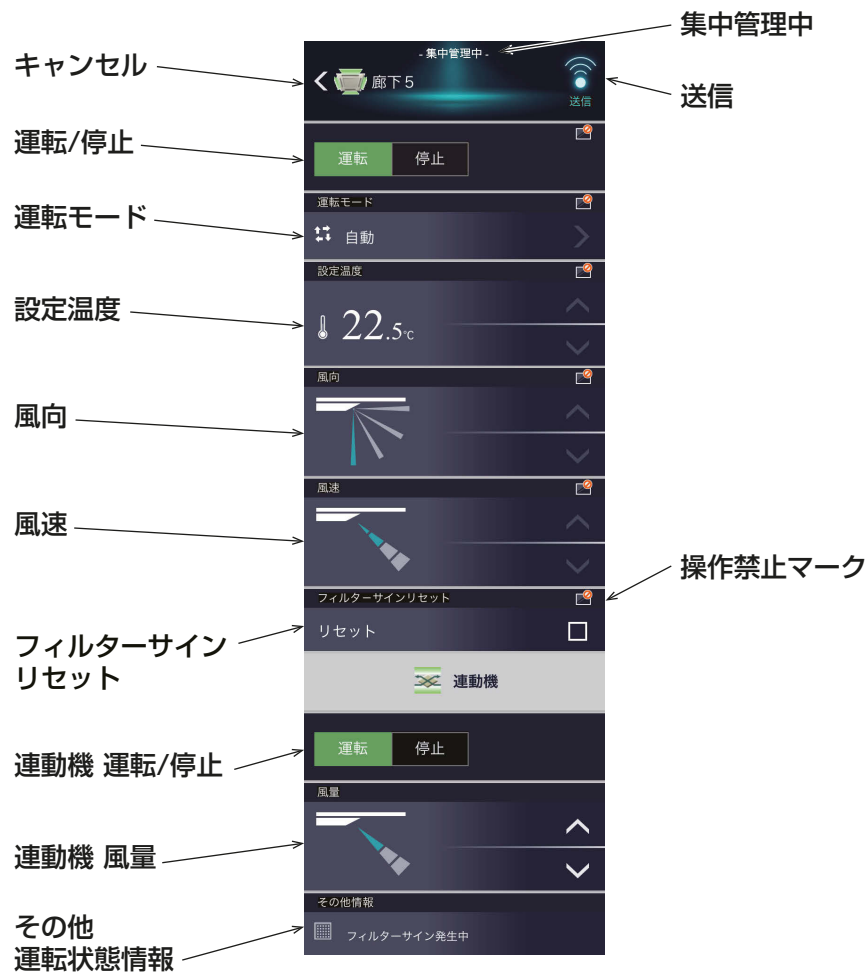 集中管理中
キャンセル
- 集中管理中 -
廊下5
送信
送信
運転/停止
運転
停止
運転モード
運転モード
自動
設定温度
設定温度
22.5℃
風向
風向
風速
風速
操作禁止マーク
フィルターサインリセット
リセット
フィルターサイン
リセット
連動機
連動機 運転/停止
運転
停止
風量
連動機 風量
その他情報
その他
運転状態情報
フィルターサイン発生中